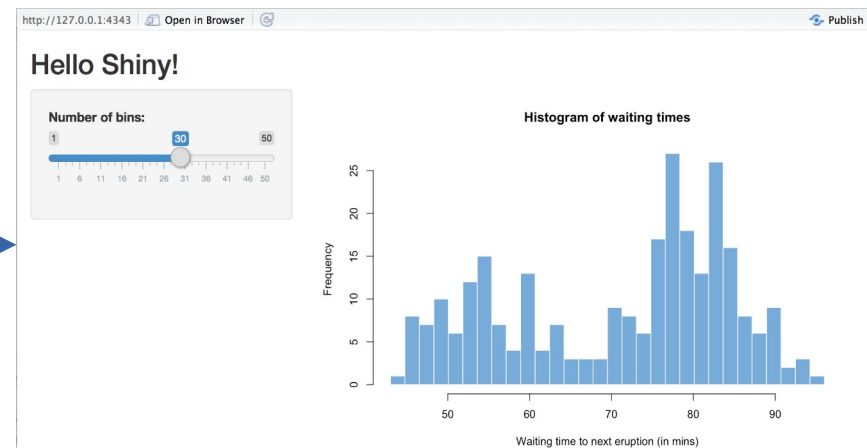 http://127.0.0.1:4343 Open in Browser Publish
Hello Shiny!
Number of bins:
1 30 50
1 6 11 16 21 26 31 36 41 46 50
Histogram of waiting times
Frequency
25
20
15
10
5
0
50 60 70 80 90
Waiting time to next eruption (in mins)